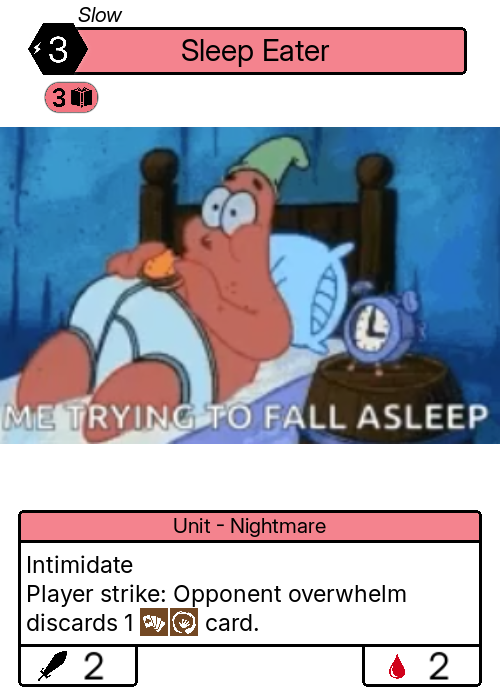 Slow
3
Sleep Eater
3
ME TRYING TO FALL ASLEEP
Unit - Nightmare
Intimidate
Player strike: Opponent overwhelm
discards 1 card.
2
2